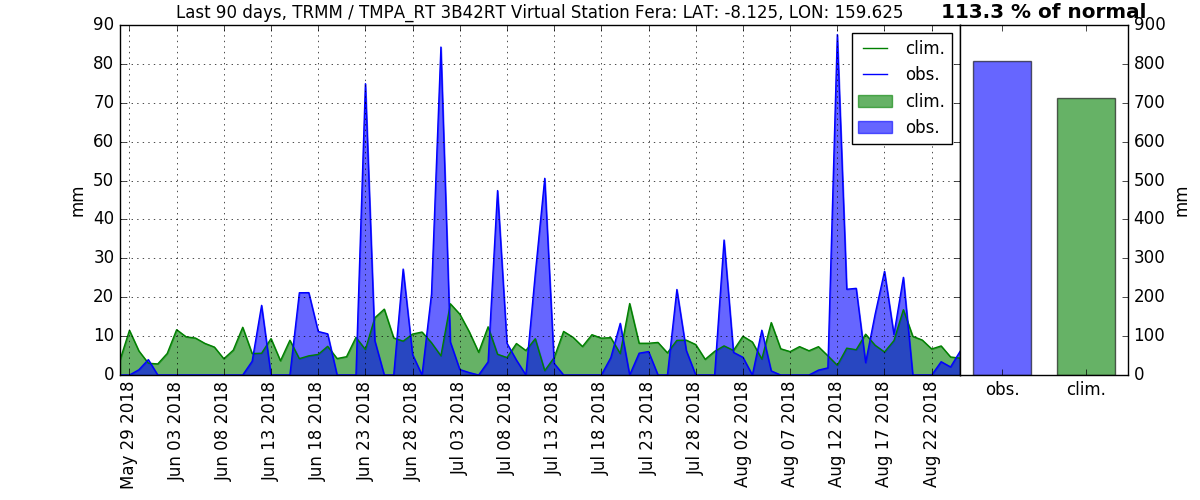 Last 90 days, TRMM / TMPA_RT 3B42RT Virtual Station Fera: LAT: -8.125, LON: 159.625
113.3 % of normal
90
80
70
60
50
40
30
20
10
0
mm
clim.
obs.
clim.
obs.
May 29 2018
Jun 03 2018
Jun 08 2018
Jun 13 2018
Jun 18 2018
Jun 23 2018
Jun 28 2018
Jul 03 2018
Jul 08 2018
Jul 13 2018
Jul 18 2018
Jul 23 2018
Jul 28 2018
Aug 02 2018
Aug 07 2018
Aug 12 2018
Aug 17 2018
Aug 22 2018
900
800
700
600
500
400
300
200
100
0
mm
obs.
clim.